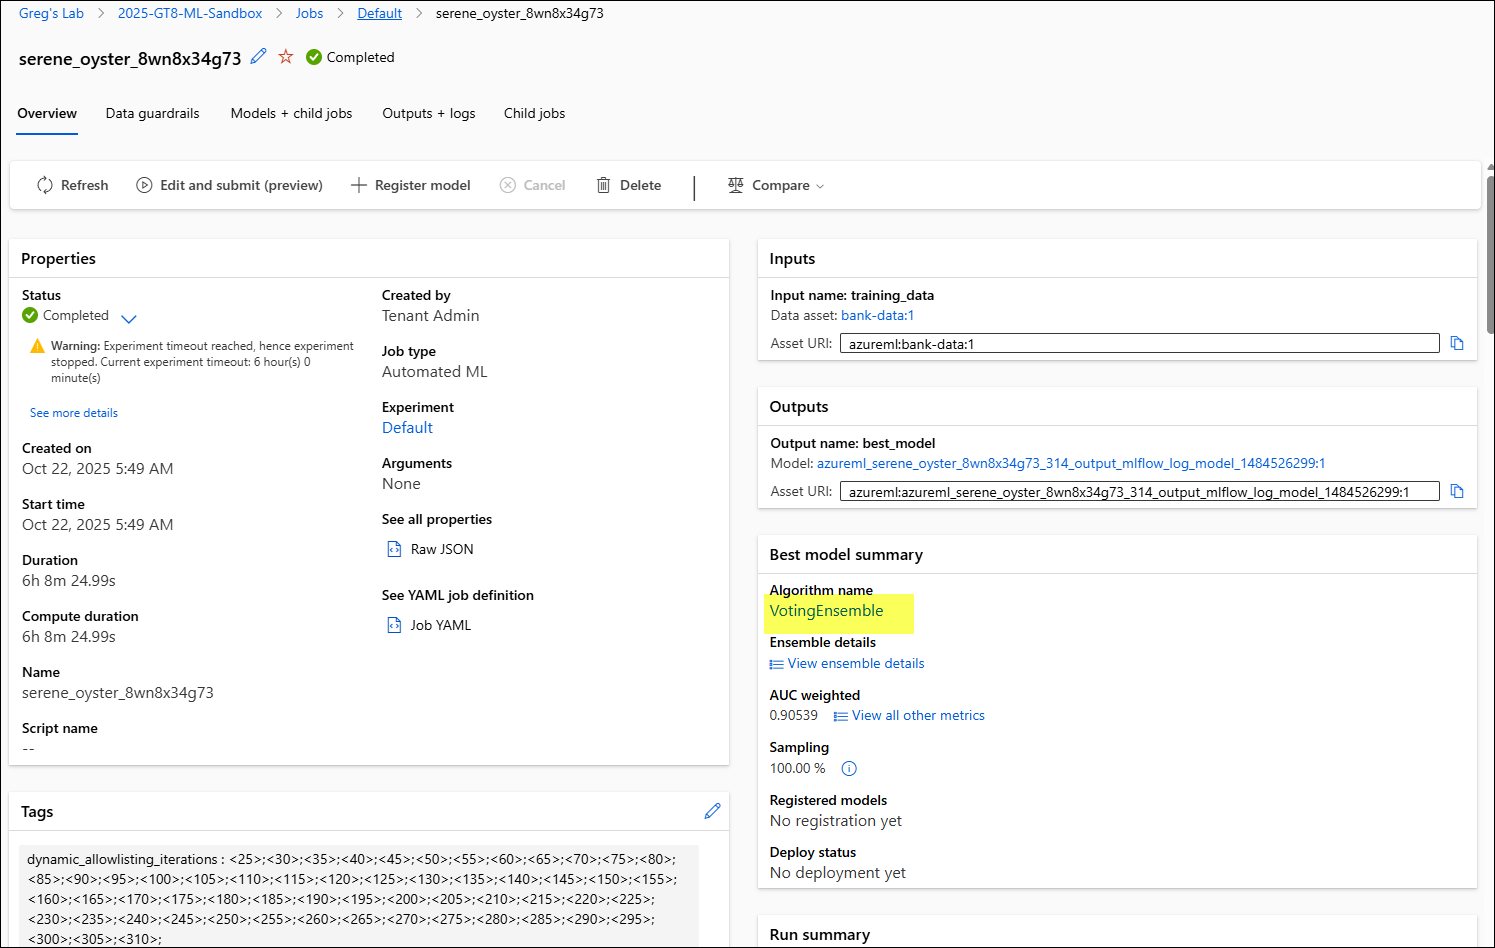 Greg's Lab > 2025-GT8-ML-Sandbox > Jobs > Default > serene_oyster_8wn8x34g73
serene_oyster_8wn8x34g73 Completed
Overview Data guardrails Models + child jobs Outputs + logs Child jobs
Refresh Edit and submit (preview) Register model Cancel Delete Compare
Properties
Status
Completed
Warning: Experiment timeout reached, hence experiment
stopped. Current experiment timeout: 6 hour(s) 0
minute(s)
See more details
Created on
Oct 22, 2025 5:49 AM
Start time
Oct 22, 2025 5:49 AM
Duration
6h 8m 24.99s
Compute duration
6h 8m 24.99s
Name
serene_oyster_8wn8x34g73
Script name
--
Created by
Tenant Admin
Job type
Automated ML
Experiment
Default
Arguments
None
See all properties
Raw JSON
See YAML job definition
Job YAML
Tags
dynamic_allowlisting_iterations : <25>;<30>;<35>;<40>;<45>;<50>;<55>;<60>;<65>;<70>;<75>;<80>;
<85>;<90>;<95>;<100>;<105>;<110>;<115>;<120>;<125>;<130>;<135>;<140>;<145>;<150>;<155>;
<160>;<165>;<170>;<175>;<180>;<185>;<190>;<195>;<200>;<205>;<210>;<215>;<220>;<225>;
<230>;<235>;<240>;<245>;<250>;<255>;<260>;<265>;<270>;<275>;<280>;<285>;<290>;<295>;
<300>;<305>;<310>;
Inputs
Input name: training_data
Data asset: bank-data:1
Asset URI: azureml:bank-data:1
Outputs
Output name: best_model
Model: azureml_serene_oyster_8wn8x34g73_314_output_mlflow_log_model_1484526299:1
Asset URI: azureml:azureml_serene_oyster_8wn8x34g73_314_output_mlflow_log_model_1484526299:1
Best model summary
Algorithm name
VotingEnsemble
Ensemble details
View ensemble details
AUC weighted
0.90539 View all other metrics
Sampling
100.00 %
Registered models
No registration yet
Deploy status
No deployment yet
Run summary